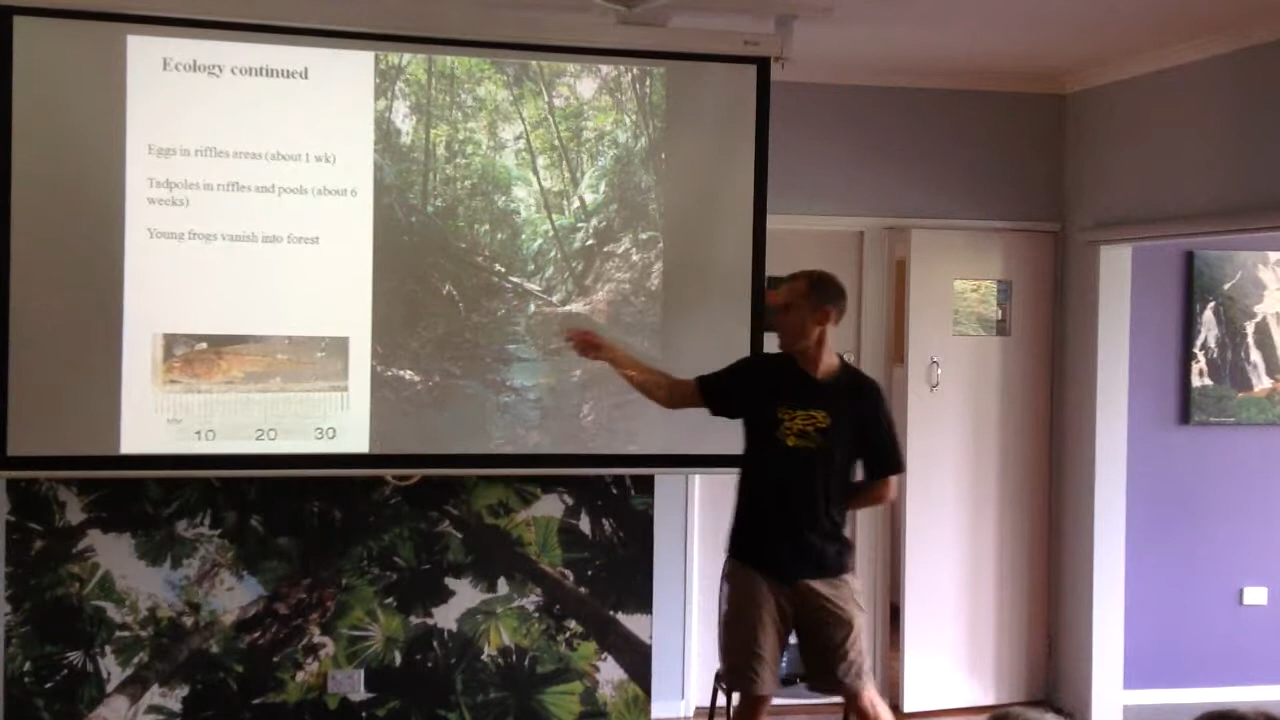 Ecology continued
Eggs in riffles areas (about 1 wk)
Tadpoles in riffles and pools (about 6
weeks)
Young frogs vanish into forest
MM
10 20 30